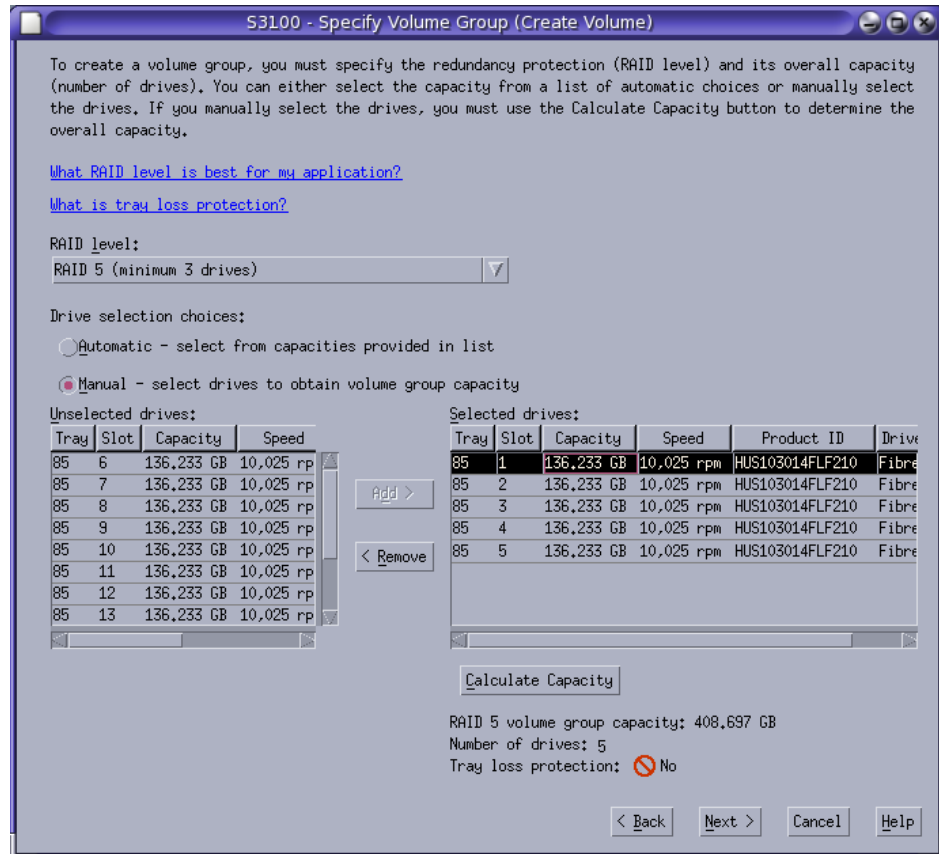 S3100 - Specify Volume Group (Create Volume)
To create a volume group, you must specify the redundancy protection (RAID level) and its overall capacity
(number of drives). You can either select the capacity from a list of automatic choices or manually select
the drives. If you manually select the drives, you must use the Calculate Capacity button to determine the
overall capacity.
What RAID level is best for my application?
What is tray loss protection?
RAID level:
RAID 5 (minimum 3 drives)
Drive selection choices:
Automatic - select from capacities provided in list
Manual - select drives to obtain volume group capacity
Unselected drives:
Tray Slot Capacity Speed
85 6 136.233 GB 10,025 rp
85 7 136.233 GB 10,025 rp
85 8 136.233 GB 10,025 rp
85 9 136.233 GB 10,025 rp
85 10 136.233 GB 10,025 rp
85 11 136.233 GB 10,025 rp
85 12 136.233 GB 10,025 rp
85 13 136.233 GB 10,025 rp
Add >
< Remove
Selected drives:
Tray Slot Capacity Speed Product ID Drive
85 1 136.233 GB 10,025 rpm HUS103014FLF210 Fibre
85 2 136.233 GB 10,025 rpm HUS103014FLF210 Fibre
85 3 136.233 GB 10,025 rpm HUS103014FLF210 Fibre
85 4 136.233 GB 10,025 rpm HUS103014FLF210 Fibre
85 5 136.233 GB 10,025 rpm HUS103014FLF210 Fibre
Calculate Capacity
RAID 5 volume group capacity: 408.697 GB
Number of drives: 5
Tray loss protection: No
< Back Next > Cancel Help